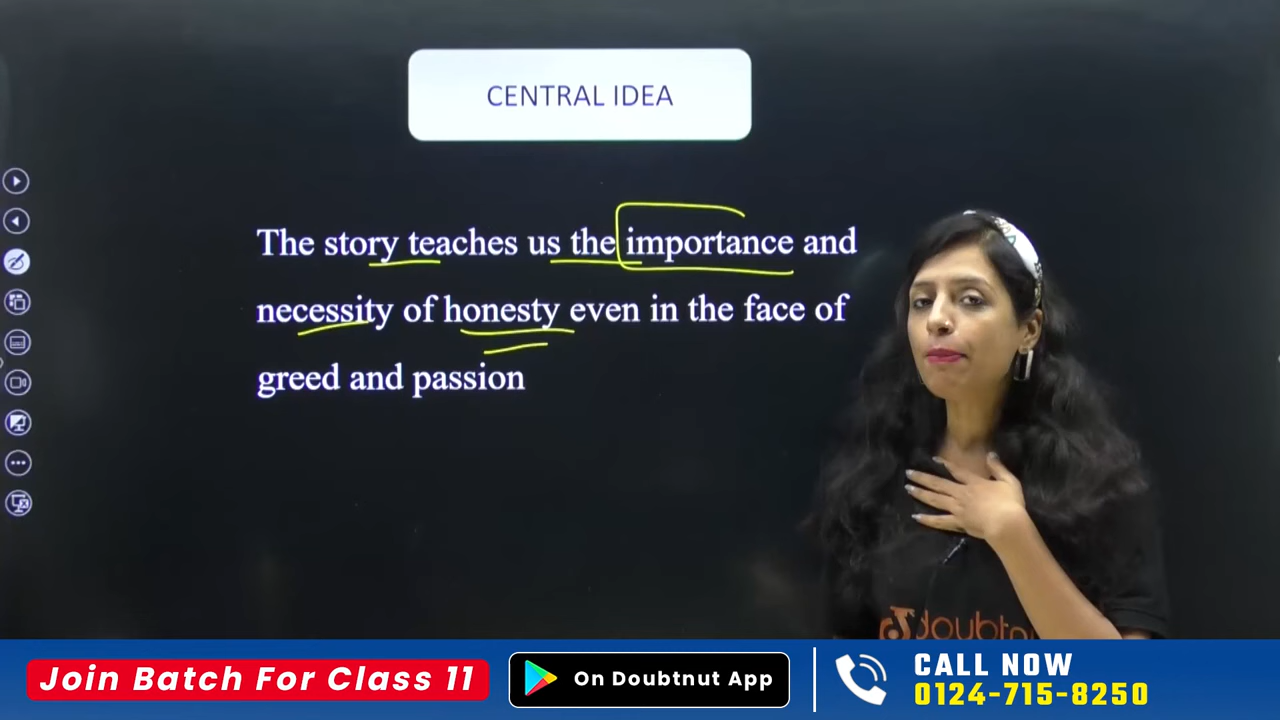 CENTRAL IDEA
The story teaches us the importance and
necessity of honesty even in the face of
greed and passion
doubtn
Join Batch For Class 11
On Doubtnut App
CALL NOW
0124-715-8250